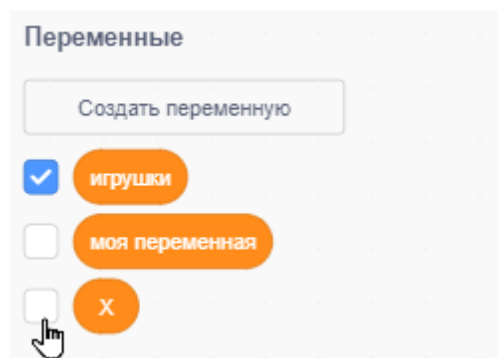 Переменные
Создать переменную
игрушки
моя переменная
X